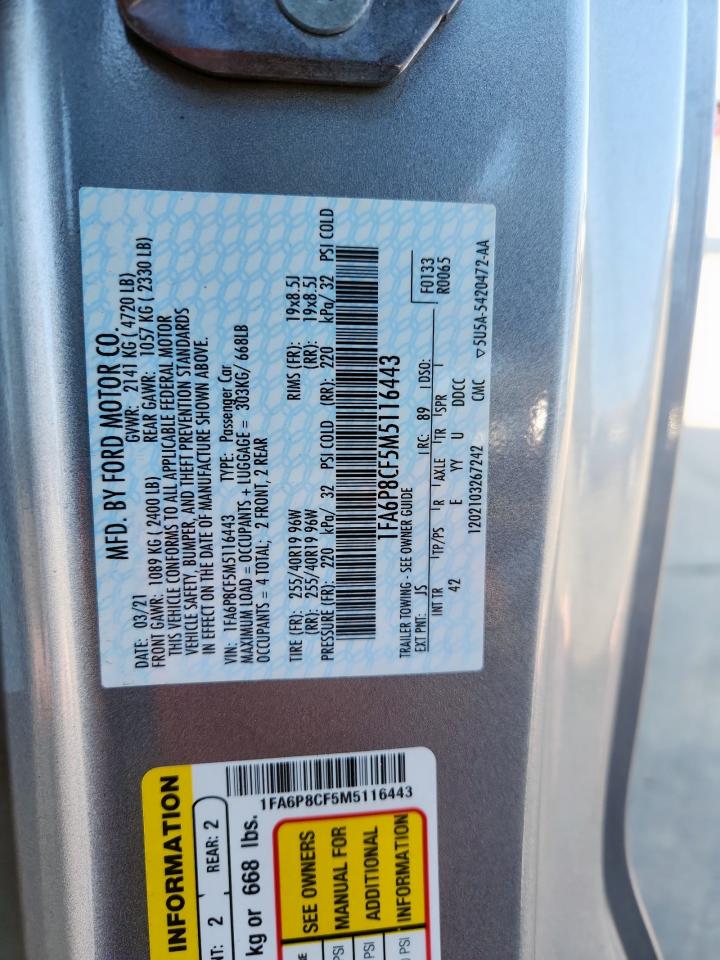 MFD. BY FORD MOTOR CO.
DATE: 03/21 GVWR: 2141 KG ( 4720 LB)
FRONT GAWR: 1089 KG (2400 LB) REAR GAWR: 1057 KG ( 2330 LB)
THIS VEHICLE CONFORMS TO ALL APPLICABLE FEDERAL MOTOR
VEHICLE SAFETY, BUMPER, AND THEFT PREVENTION STANDARDS
IN EFFECT ON THE DATE OF MANUFACTURE SHOWN ABOVE.
VIN: 1FA6P8CF5M5116443 TYPE: Passenger Car
MAXIMUM LOAD = OCCUPANTS + LUGGAGE = 303KG/ 668LB
OCCUPANTS = 4 TOTAL; 2 FRONT, 2 REAR
TIRE (FR): 255/40R19 96W RIMS (FR): 19x8.5J
(RR): 255/40R19 96W (RR): 19x8.5J
PRESSURE (FR): 220 kPa/ 32 PSI COLD (RR): 220 kPa/ 32 PSI COLD
1FA6P8CF5M5116443
TRAILER TOWING - SEE OWNER GUIDE
EXT PNT: JS RC: 89 DSO: F0133
INT TR TP/PS R AXLE TR SPR R0065
42 E YY U DDCC
1202103267242 CMC ▽5U5A-5420472-AA
INFORMATION
NT: 2 REAR: 2
kg or 668 lbs.
1FA6P8CF5M5116443
SEE OWNERS
MANUAL FOR
ADDITIONAL
INFORMATION
PSI
PSI
PSI